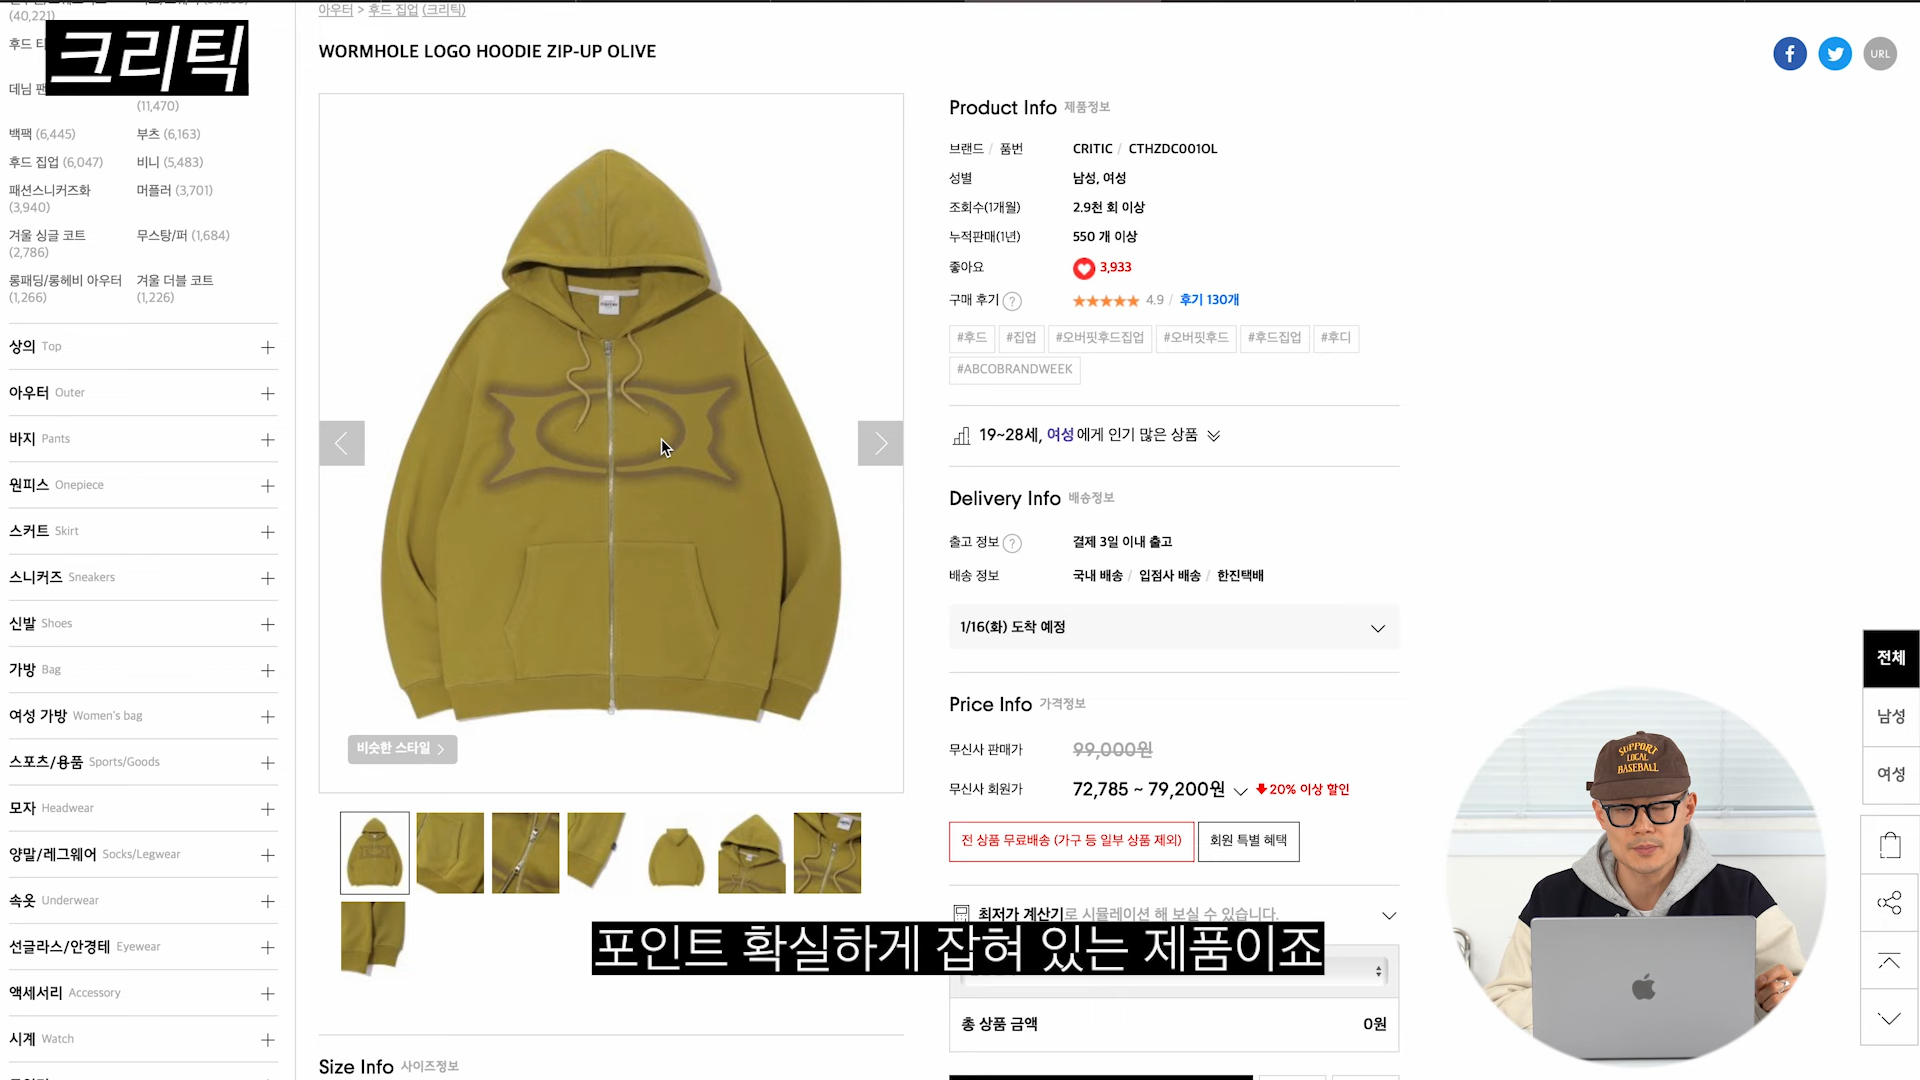 (40,221)
후드 티
크리틱
데님 팬
(11,470)
백팩 (6,445)
부츠 (6,163)
후드 집업 (6,047)
비니 (5,483)
패션스니커즈화
(3,940)
머플러 (3,701)
겨울 싱글 코트
(2,786)
무스탕/퍼 (1,684)
롱패딩/롱헤비 아우터
(1,266)
겨울 더블 코트
(1,226)
상의 Top
아우터 Outer
바지 Pants
원피스 Onepiece
스커트 Skirt
스니커즈 Sneakers
신발 Shoes
가방 Bag
여성 가방 Women's bag
스포츠/용품 Sports/Goods
모자 Headwear
양말/레그웨어 Socks/Legwear
속옷 Underwear
선글라스/안경테 Eyewear
액세서리 Accessory
시계 Watch
아우터 > 후드 집업 (크리틱)
WORMHOLE LOGO HOODIE ZIP-UP OLIVE
비슷한 스타일
Size Info 사이즈정보
URL
Product Info 제품정보
브랜드 / 품번 CRITIC / CTHZDC001OL
성별 남성, 여성
조회수(1개월) 2.9천 회 이상
누적판매(1년) 550 개 이상
좋아요 3,933
구매 후기 ? ★★★★★ 4.9 / 후기 130개
#후드 #집업 #오버핏후드집업 #오버핏후드 #후드집업 #후디
#ABCOBRANDWEEK
19~28세, 여성 에게 인기 많은 상품
Delivery Info 배송정보
출고 정보 ? 결제 3일 이내 출고
배송 정보 국내 배송 / 입점사 배송 / 한진택배
1/16(화) 도착 예정
Price Info 가격정보
무신사 판매가 99,000원
무신사 회원가 72,785 ~ 79,200원 20% 이상 할인
전 상품 무료배송 (가구 등 일부 상품 제외) 회원 특별 혜택
최저가 계산기로 시뮬레이션 해 보실 수 있습니다.
포인트 확실하게 잡혀 있는 제품이죠
총 상품 금액 0원
전체
남성
여성
SUPPORT
LOCAL
BASEBALL